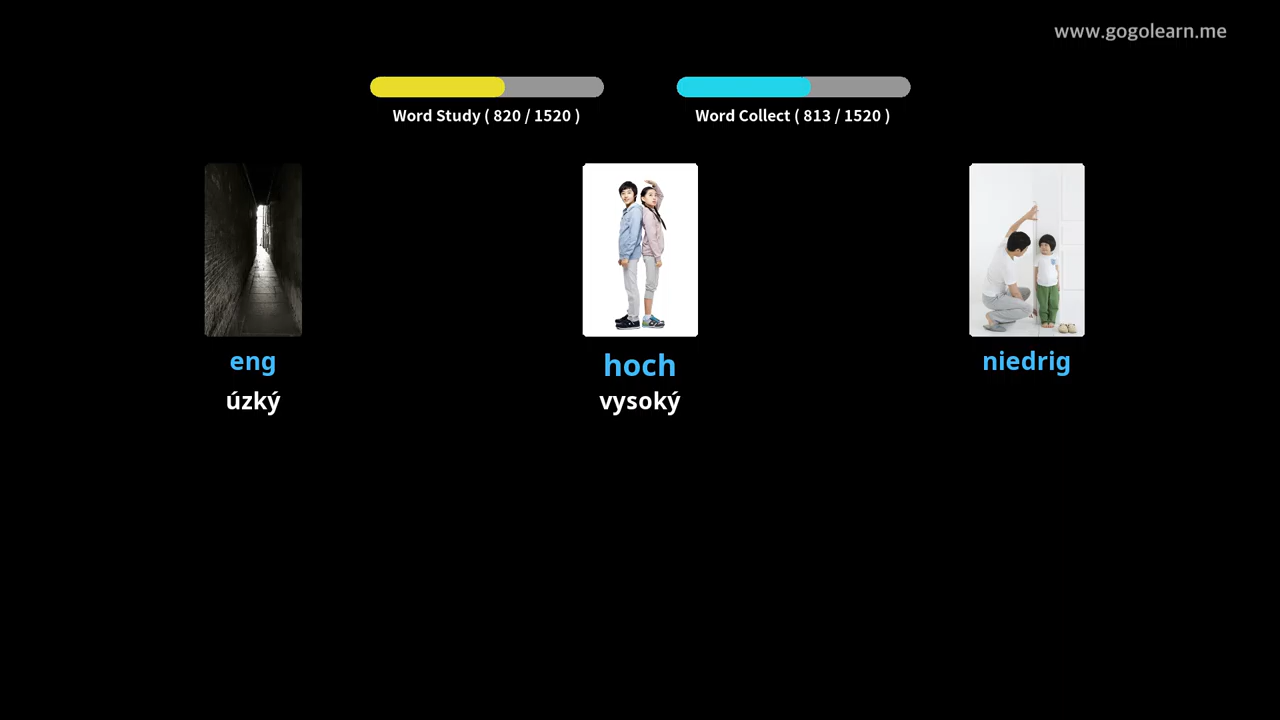 www.gogolearn.me
Word Study ( 820 / 1520 )
Word Collect ( 813 / 1520 )
eng
hoch
niedrig
úzký
vysoký